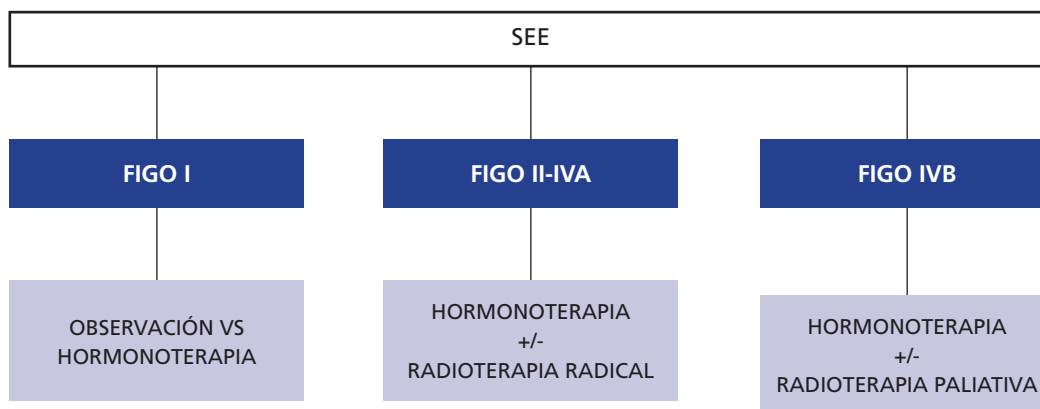 SEE
FIGO I
FIGO II-IVA
FIGO IVB
OBSERVACIÓN VS
HORMONOTERAPIA
HORMONOTERAPIA
+/-
RADIOTERAPIA RADICAL
HORMONOTERAPIA
+/-
RADIOTERAPIA PALIATIVA